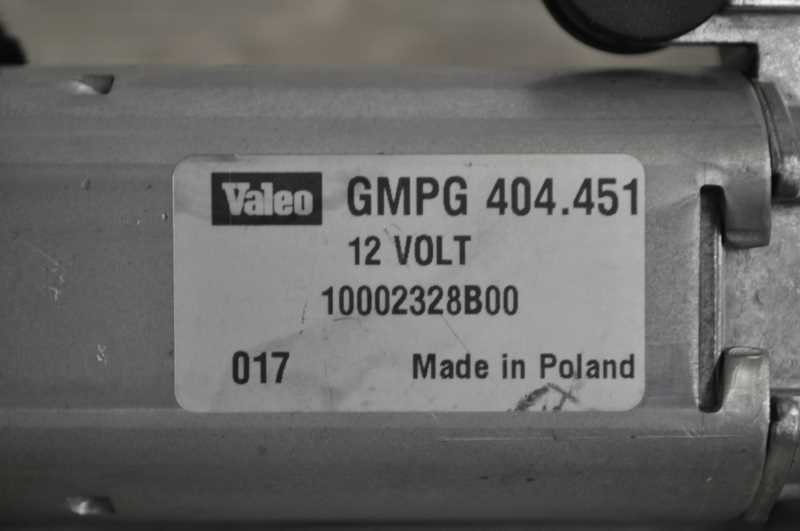 Valeo GMPG 404.451
12 VOLT
10002328B00
017 Made in Poland